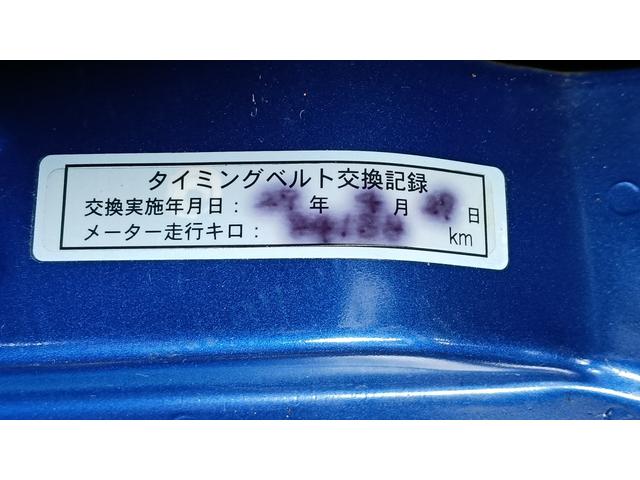 タイミングベルト交換記録
交換実施年月日： 年 月 日
メーター走行キロ： km